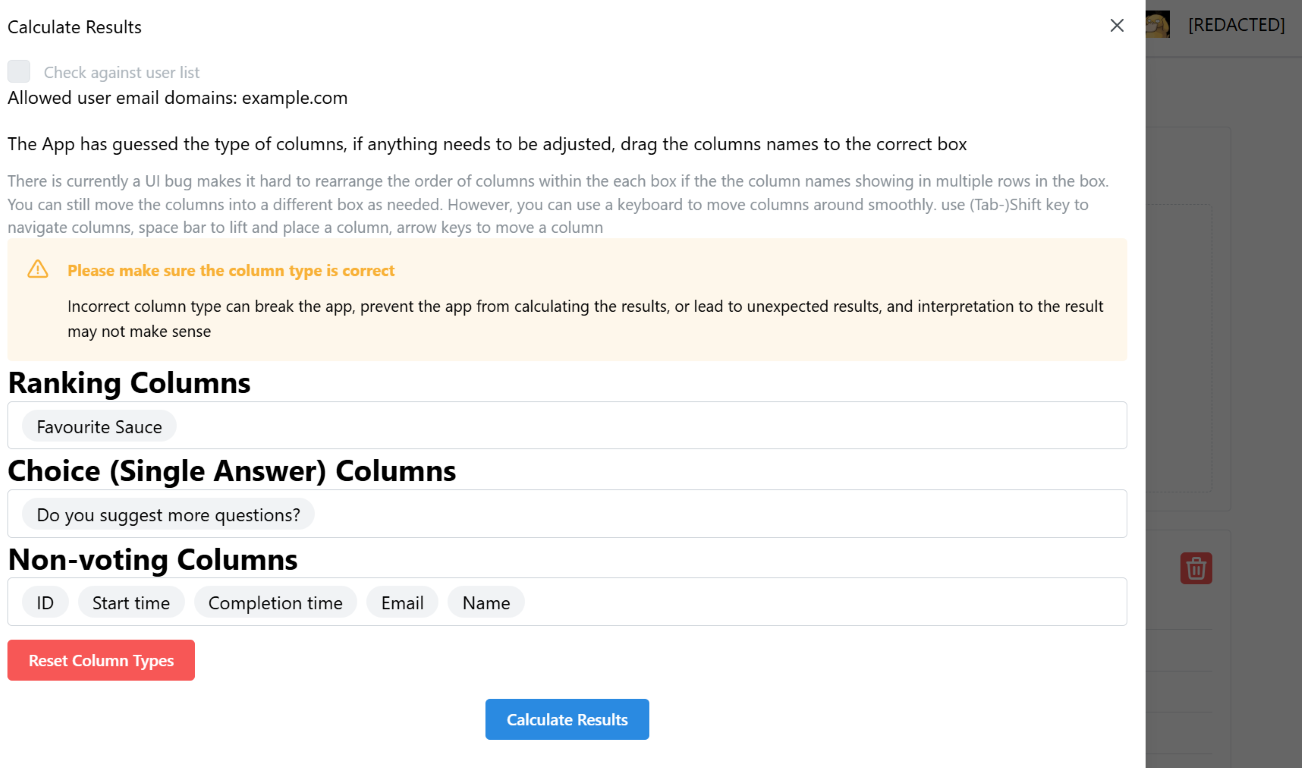 Calculate Results
[REDACTED]
Check against user list
Allowed user email domains: example.com
The App has guessed the type of columns, if anything needs to be adjusted, drag the columns names to the correct box
There is currently a UI bug makes it hard to rearrange the order of columns within the each box if the the column names showing in multiple rows in the box.
You can still move the columns into a different box as needed. However, you can use a keyboard to move columns around smoothly. use (Tab-)Shift key to
navigate columns, space bar to lift and place a column, arrow keys to move a column
Please make sure the column type is correct
Incorrect column type can break the app, prevent the app from calculating the results, or lead to unexpected results, and interpretation to the result
may not make sense
Ranking Columns
Favourite Sauce
Choice (Single Answer) Columns
Do you suggest more questions?
Non-voting Columns
ID Start time Completion time Email Name
Reset Column Types
Calculate Results